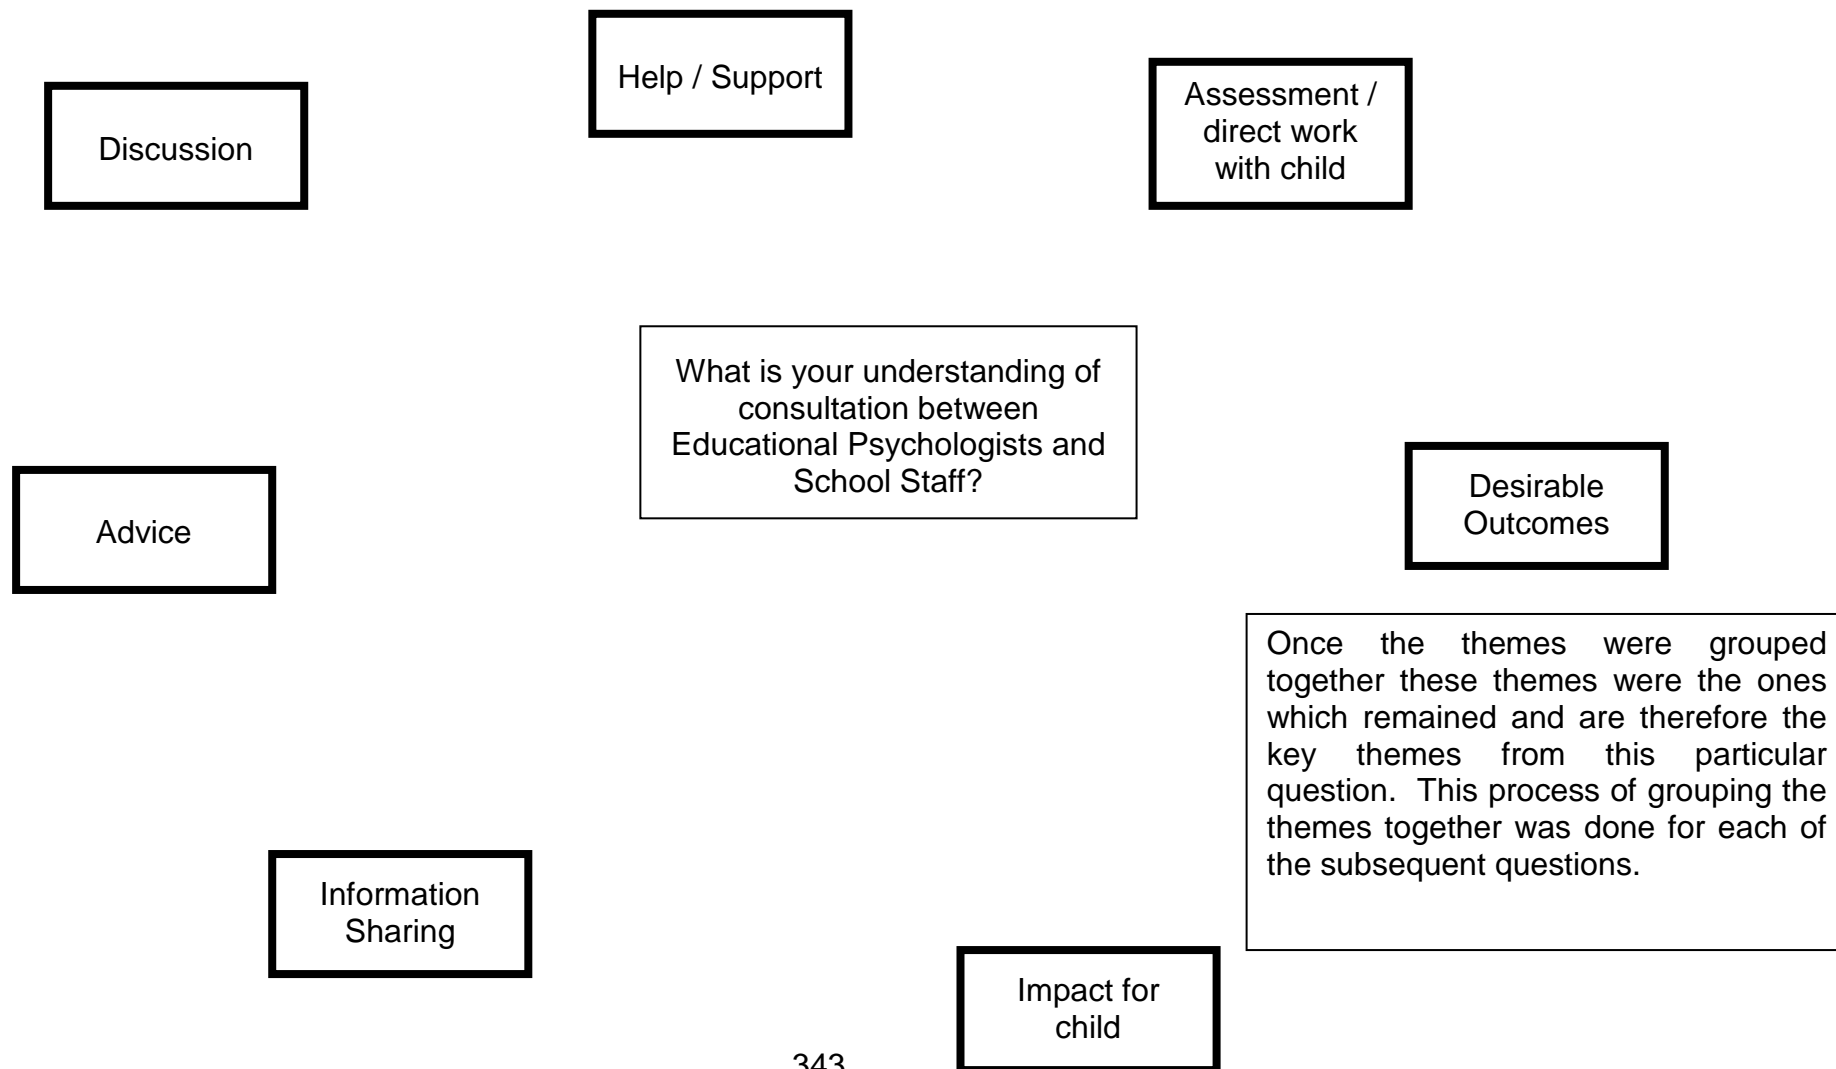 Help / Support
Assessment /
direct work
with child
Discussion
What is your understanding of
consultation between
Educational Psychologists and
School Staff?
Desirable
Outcomes
Advice
Once the themes were grouped
together these themes were the ones
which remained and are therefore the
key themes from this particular
question.  This process of grouping the
themes together was done for each of
the subsequent questions.
Information
Sharing
Impact for
child
343